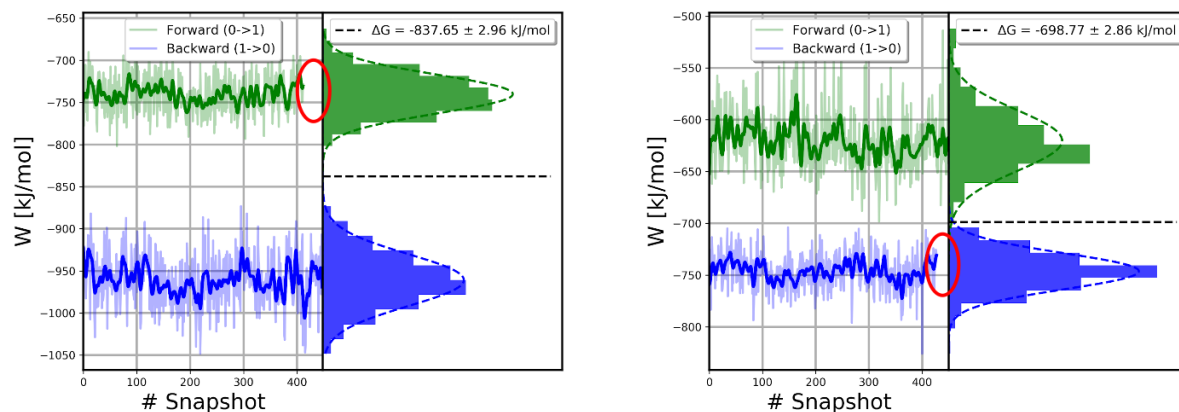 Forward (0->1)
Backward (1->0)
ΔG = -837.65 ± 2.96 kJ/mol
−650
−700
−750
−800
−850
−900
−950
−1000
−1050
W [kJ/mol]
0
100
200
300
400
# Snapshot
Forward (0->1)
Backward (1->0)
ΔG = -698.77 ± 2.86 kJ/mol
−500
−550
−600
−650
−700
−750
−800
W [kJ/mol]
0
100
200
300
400
# Snapshot